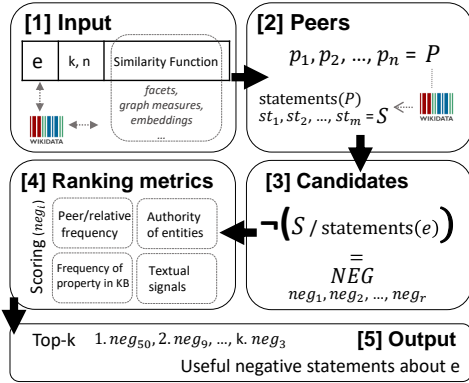 [1] Input
e
k, n
Similarity Function
facets,
graph measures,
embeddings
...
WIKIDATA
[2] Peers
p₁, p₂, ..., pₙ = P
statements(P)
st₁, st₂, ..., stₘ = S
WIKIDATA
[3] Candidates
¬(S / statements(e))
=
NEG
neg₁, neg₂, ..., negᵣ
[4] Ranking metrics
Scoring (negᵢ)
Peer/relative
frequency
Authority
of entities
Frequency of
property in KB
Textual
signals
[5] Output
Top-k 1. neg₅₀, 2. neg₉, ..., k. neg₃
Useful negative statements about e